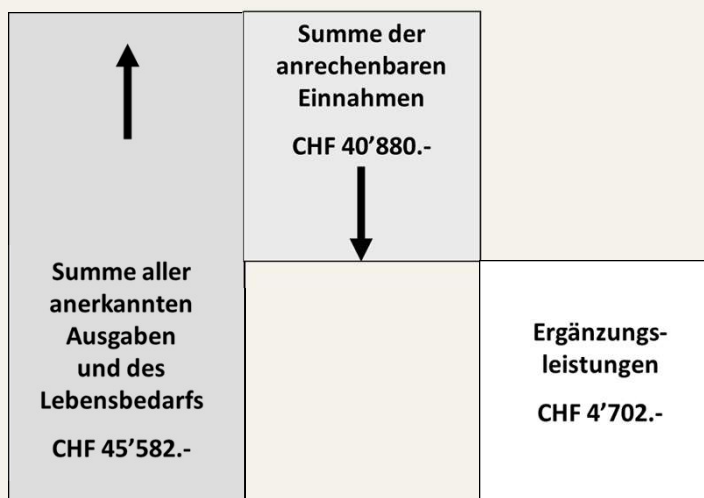 Summe der
anrechenbaren
Einnahmen
CHF 40’880.-
Summe aller
anerkannten
Ausgaben
und des
Lebensbedarfs
CHF 45’582.-
Ergänzungs-
leistungen
CHF 4’702.-